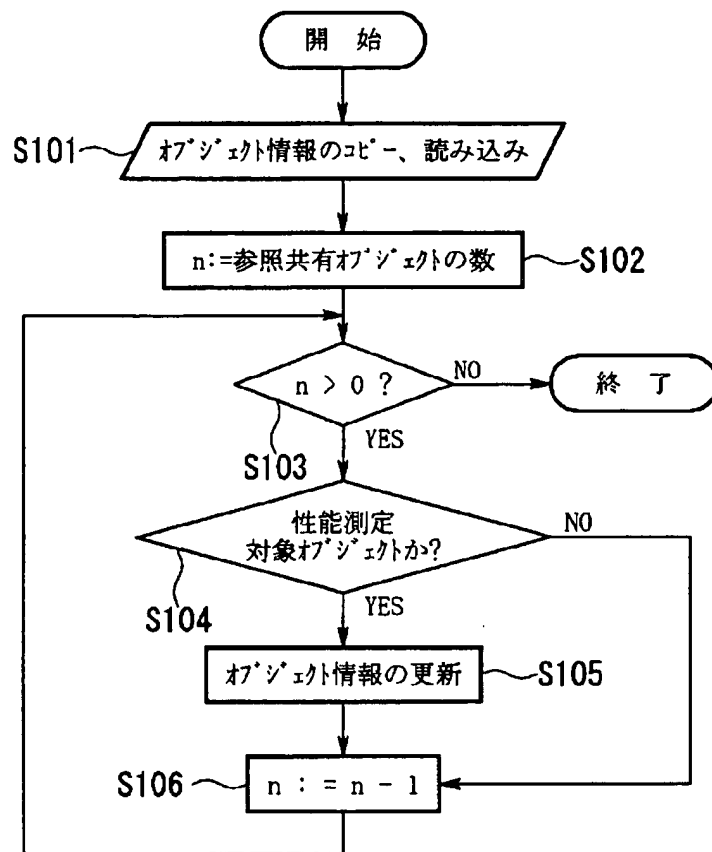 開 始
S101
オブジェクト情報のコピー、読み込み
n:=参照共有オブジェクトの数
S102
n > 0 ?
NO
終 了
YES
S103
性能測定
対象オブジェクトか?
NO
S104
YES
オブジェクト情報の更新
S105
S106
n : = n - 1